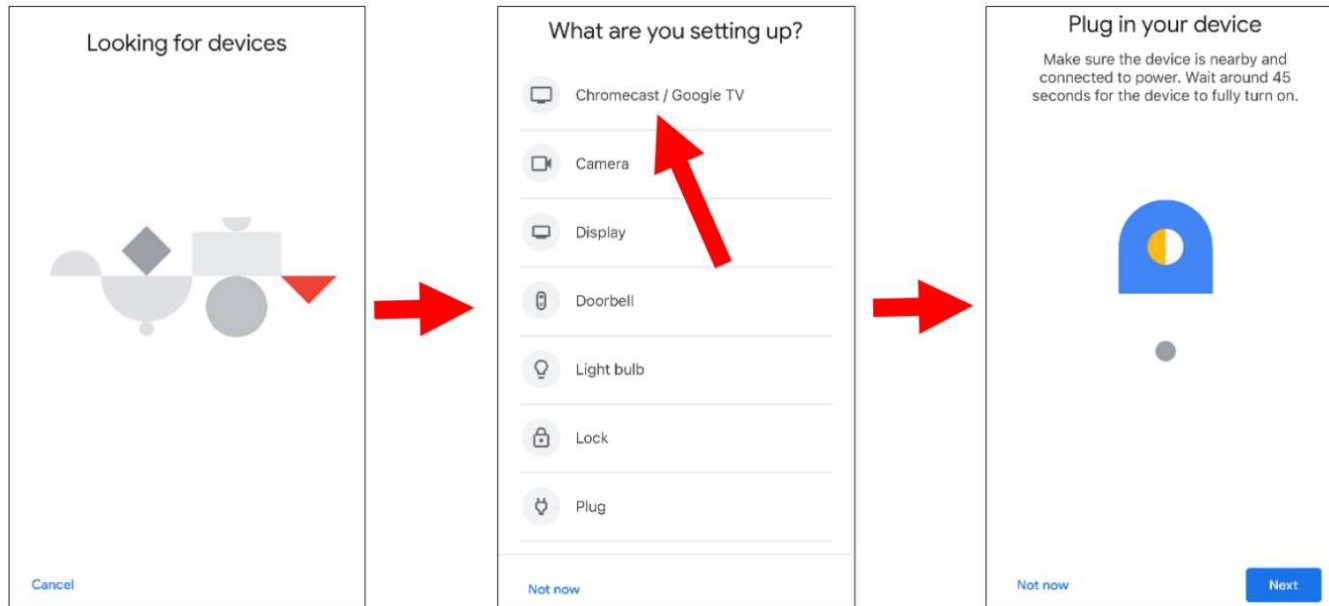 Looking for devices
Cancel
What are you setting up?
Chromecast / Google TV
Camera
Display
Doorbell
Light bulb
Lock
Plug
Not now
Plug in your device
Make sure the device is nearby and
connected to power. Wait around 45
seconds for the device to fully turn on.
Not now
Next